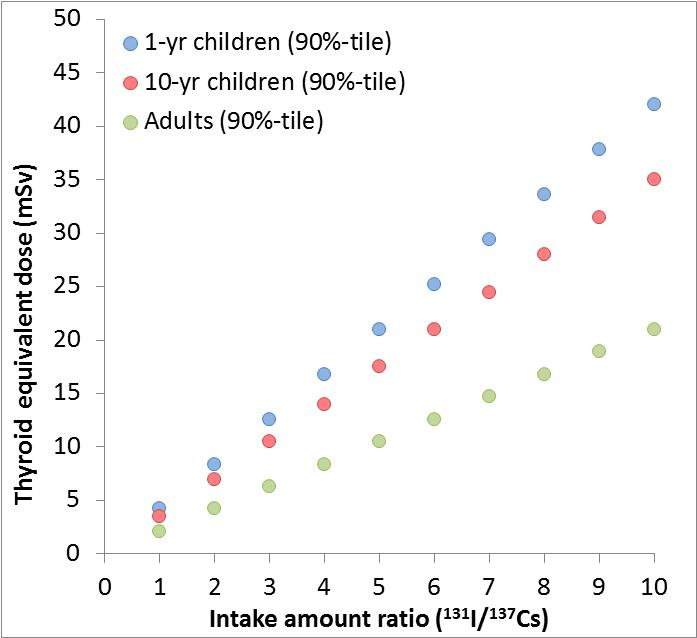 50
1-yr children (90%-tile)
45
10-yr children (90%-tile)
40
Adults (90%-tile)
35
30
25
20
15
10
5
0
Thyroid equivalent dose (mSv)
0 1 2 3 4 5 6 7 8 9 10
Intake amount ratio (¹³¹I/¹³⁷Cs)